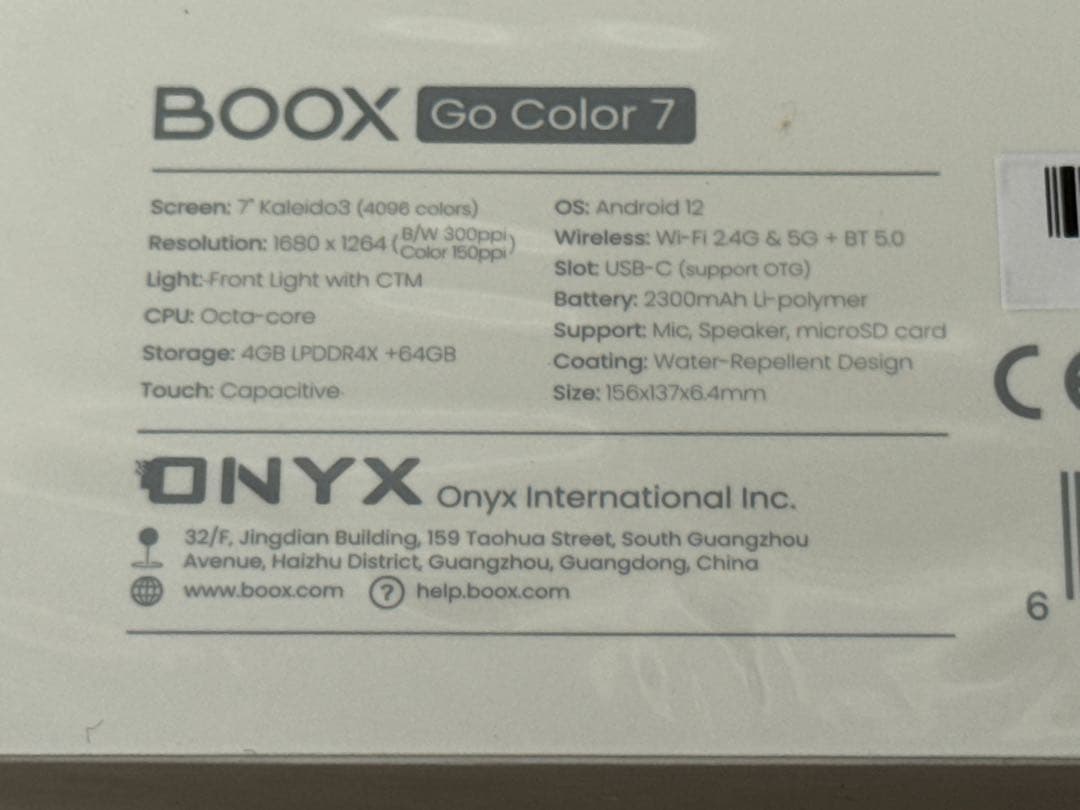 BOOX Go Color 7
Screen: 7" Kaleido3 (4096 colors)
Resolution: 1680 x 1264 (B/W 300ppi Color 150ppi)
Light: Front Light with CTM
CPU: Octa-core
Storage: 4GB LPDDR4X +64GB
Touch: Capacitive
OS: Android 12
Wireless: Wi-Fi 2.4G & 5G + BT 5.0
Slot: USB-C (support OTG)
Battery: 2300mAh Li-polymer
Support: Mic, Speaker, microSD card
Coating: Water-Repellent Design
Size: 156x137x6.4mm
ONYX Onyx International Inc.
32/F, Jingdian Building, 159 Taohua Street, South Guangzhou
Avenue, Haizhu District, Guangzhou, Guangdong, China
www.boox.com ? help.boox.com
CE
6